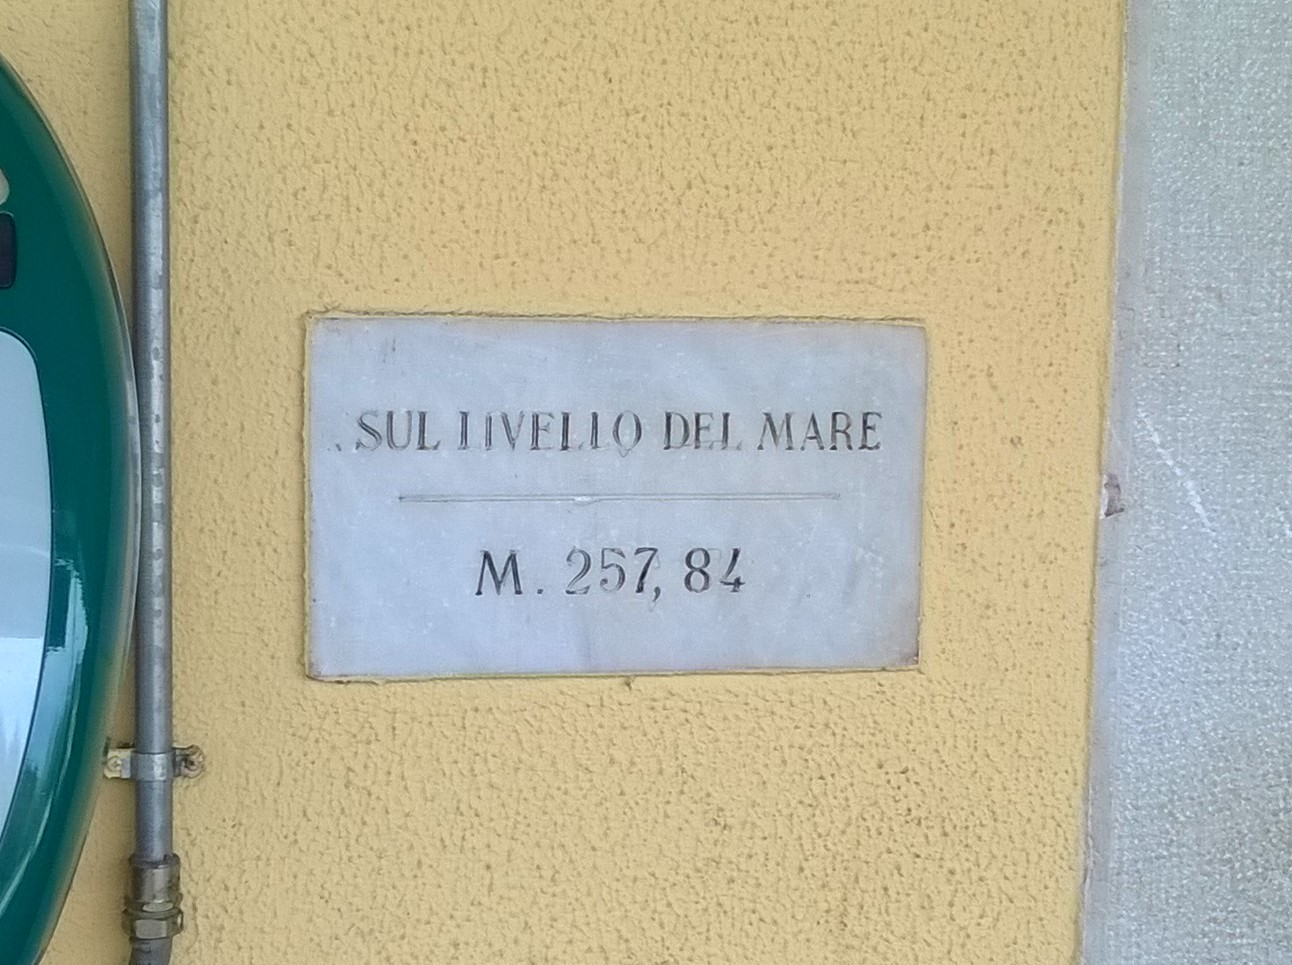 SUL LIVELLO DEL MARE
M. 257,84